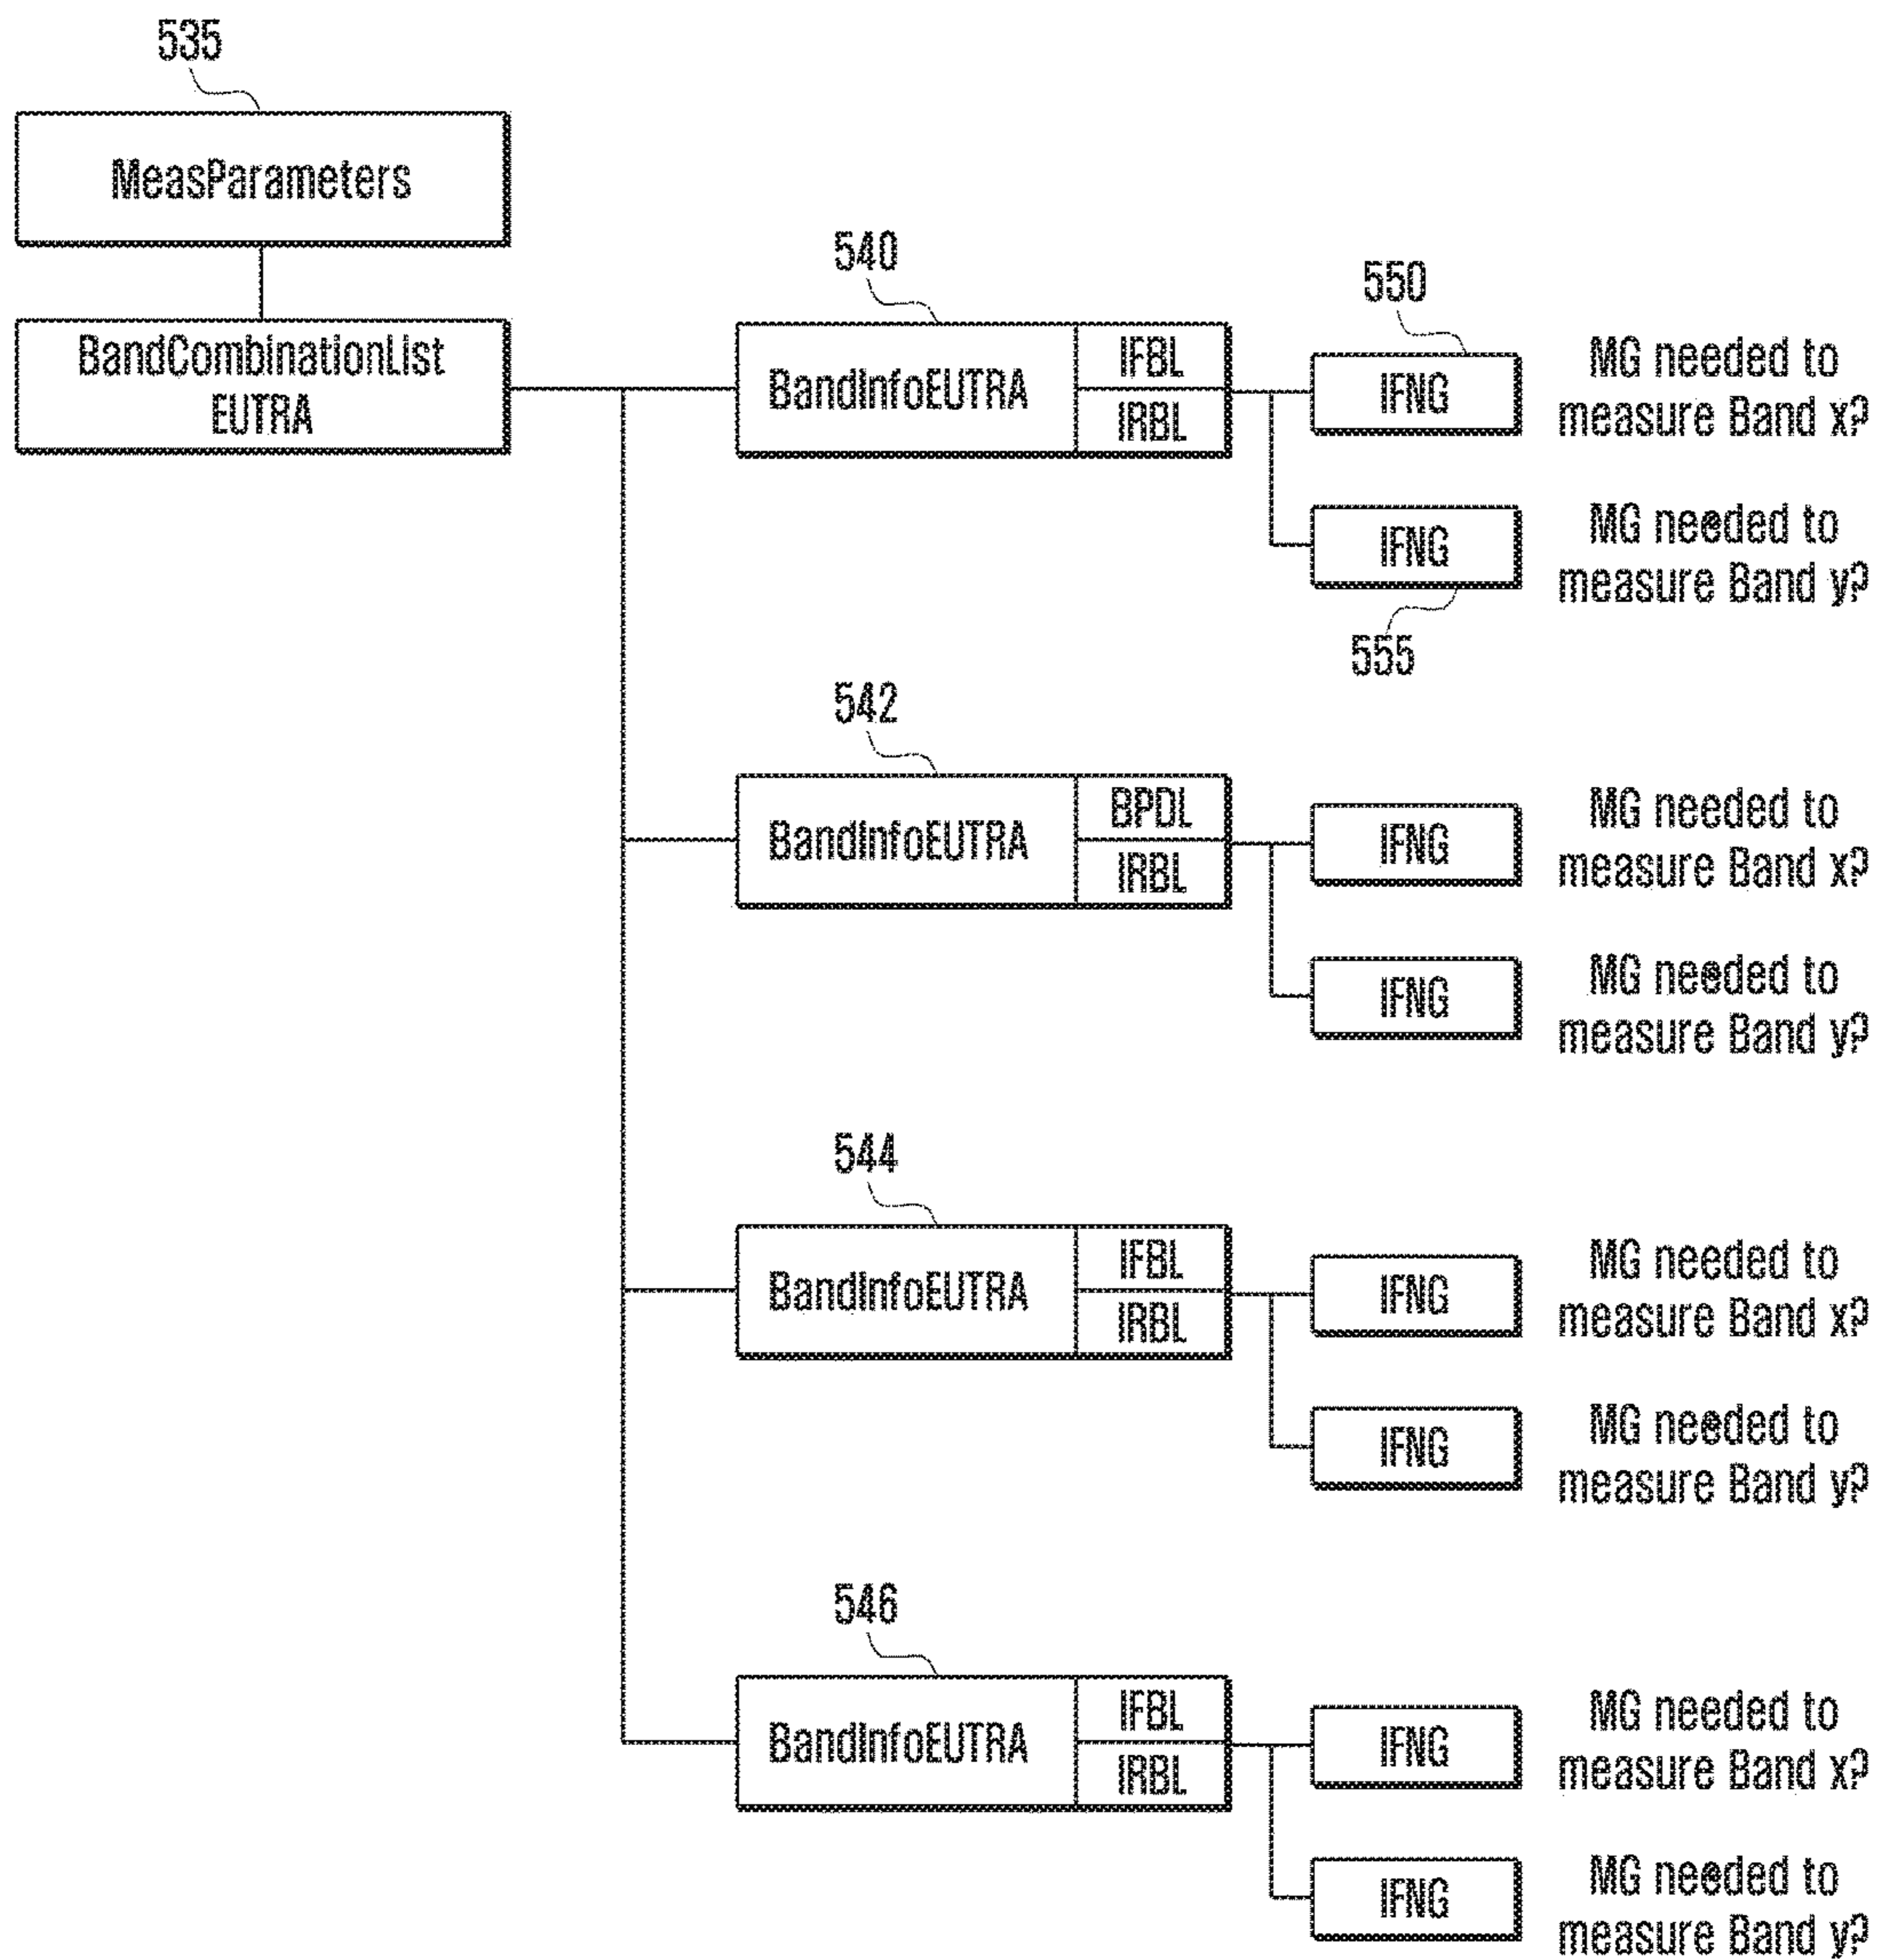 535
MeasParameters
BandCombinationList
EUTRA
540
BandInfoEUTRA
IFBL
IRBL
550
IFNG
MG needed to
measure Band x?
IFNG
555
MG needed to
measure Band y?
542
BandInfoEUTRA
BPDL
IRBL
IFNG
MG needed to
measure Band x?
IFNG
MG needed to
measure Band y?
544
BandInfoEUTRA
IFBL
IRBL
IFNG
MG needed to
measure Band x?
IFNG
MG needed to
measure Band y?
546
BandInfoEUTRA
IFBL
IRBL
IFNG
MG needed to
measure Band x?
IFNG
MG needed to
measure Band y?